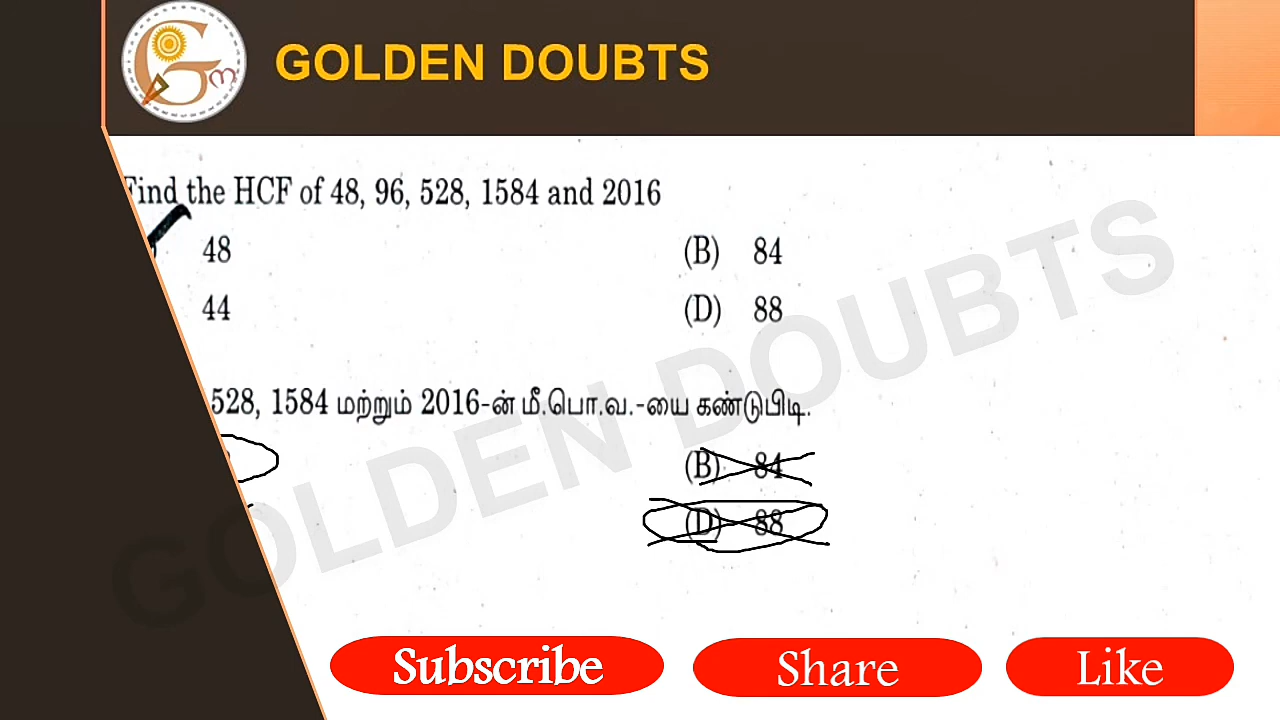 GOLDEN DOUBTS
Find the HCF of 48, 96, 528, 1584 and 2016
48 (B) 84
44 (D) 88
528, 1584 மற்றும் 2016-ன் மீ.பொ.வ.-யை கண்டுபிடி.
(B) 84
(D) 88
GOLDEN DOUBTS
Subscribe Share Like